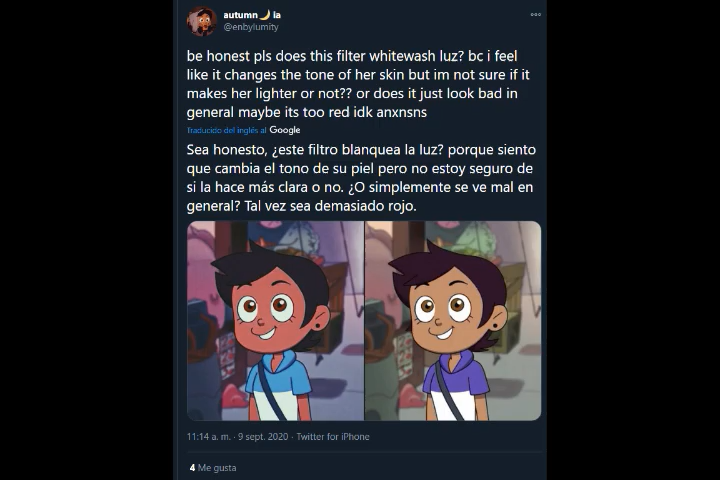 autumn🌙ia
@enbylumity
be honest pls does this filter whitewash luz? bc i feel
like it changes the tone of her skin but im not sure if it
makes her lighter or not?? or does it just look bad in
general maybe its too red idk anxnsns
Traducido del inglés al Google
Sea honesto, ¿este filtro blanquea la luz? porque siento
que cambia el tono de su piel pero no estoy seguro de
si la hace más clara o no. ¿O simplemente se ve mal en
general? Tal vez sea demasiado rojo.
11:14 a. m. · 9 sept. 2020 · Twitter for iPhone
4 Me gusta